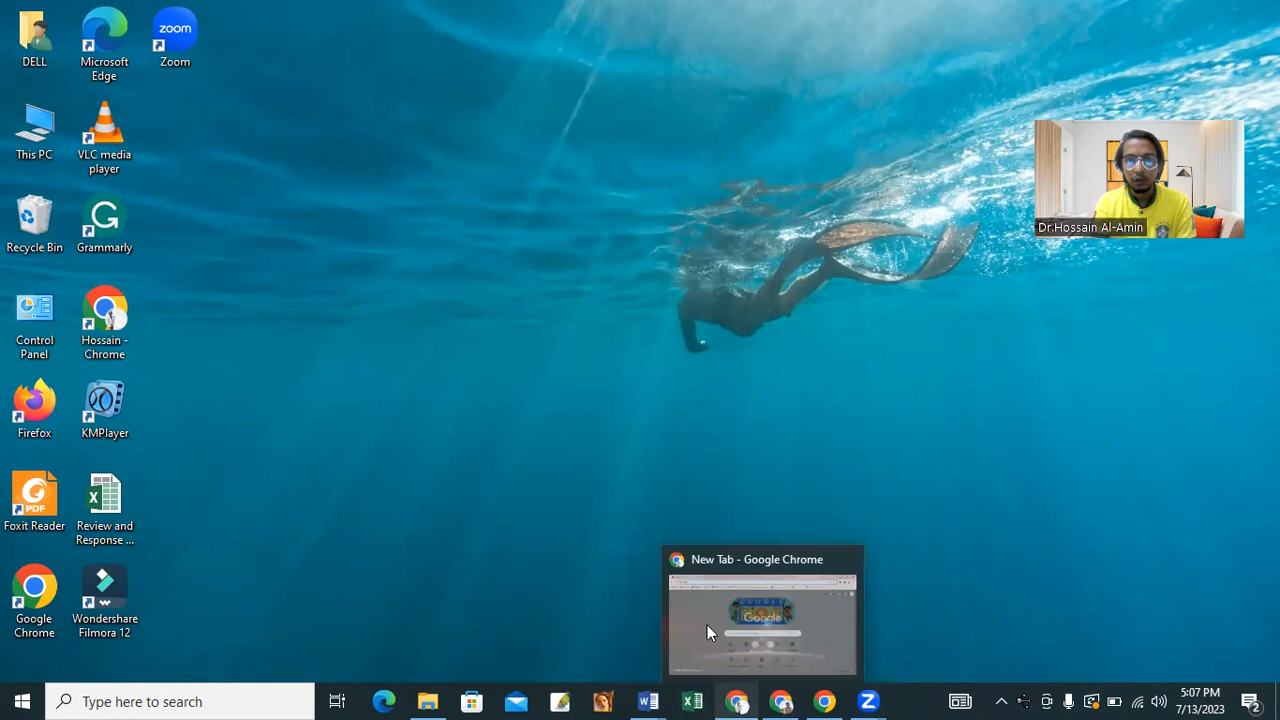 DELL
Microsoft
Edge
zoom
Zoom
This PC
VLC media
player
Recycle Bin
Grammarly
Control
Panel
Hossain -
Chrome
Firefox
KMPlayer
PDF
Foxit Reader
Review and
Response ...
Google
Chrome
Wondershare
Filmora 12
Dr.Hossain Al-Amin
New Tab - Google Chrome
Google
Type here to search
5:07 PM
7/13/2023
2